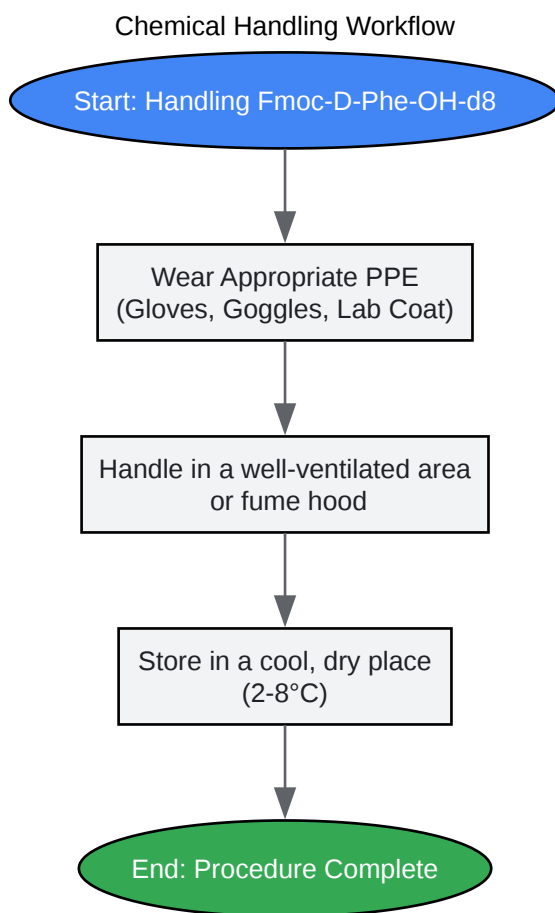 Chemical Handling Workflow
Start: Handling Fmoc-D-Phe-OH-d8
Wear Appropriate PPE
(Gloves, Goggles, Lab Coat)
Handle in a well-ventilated area
or fume hood
Store in a cool, dry place
(2-8°C)
End: Procedure Complete